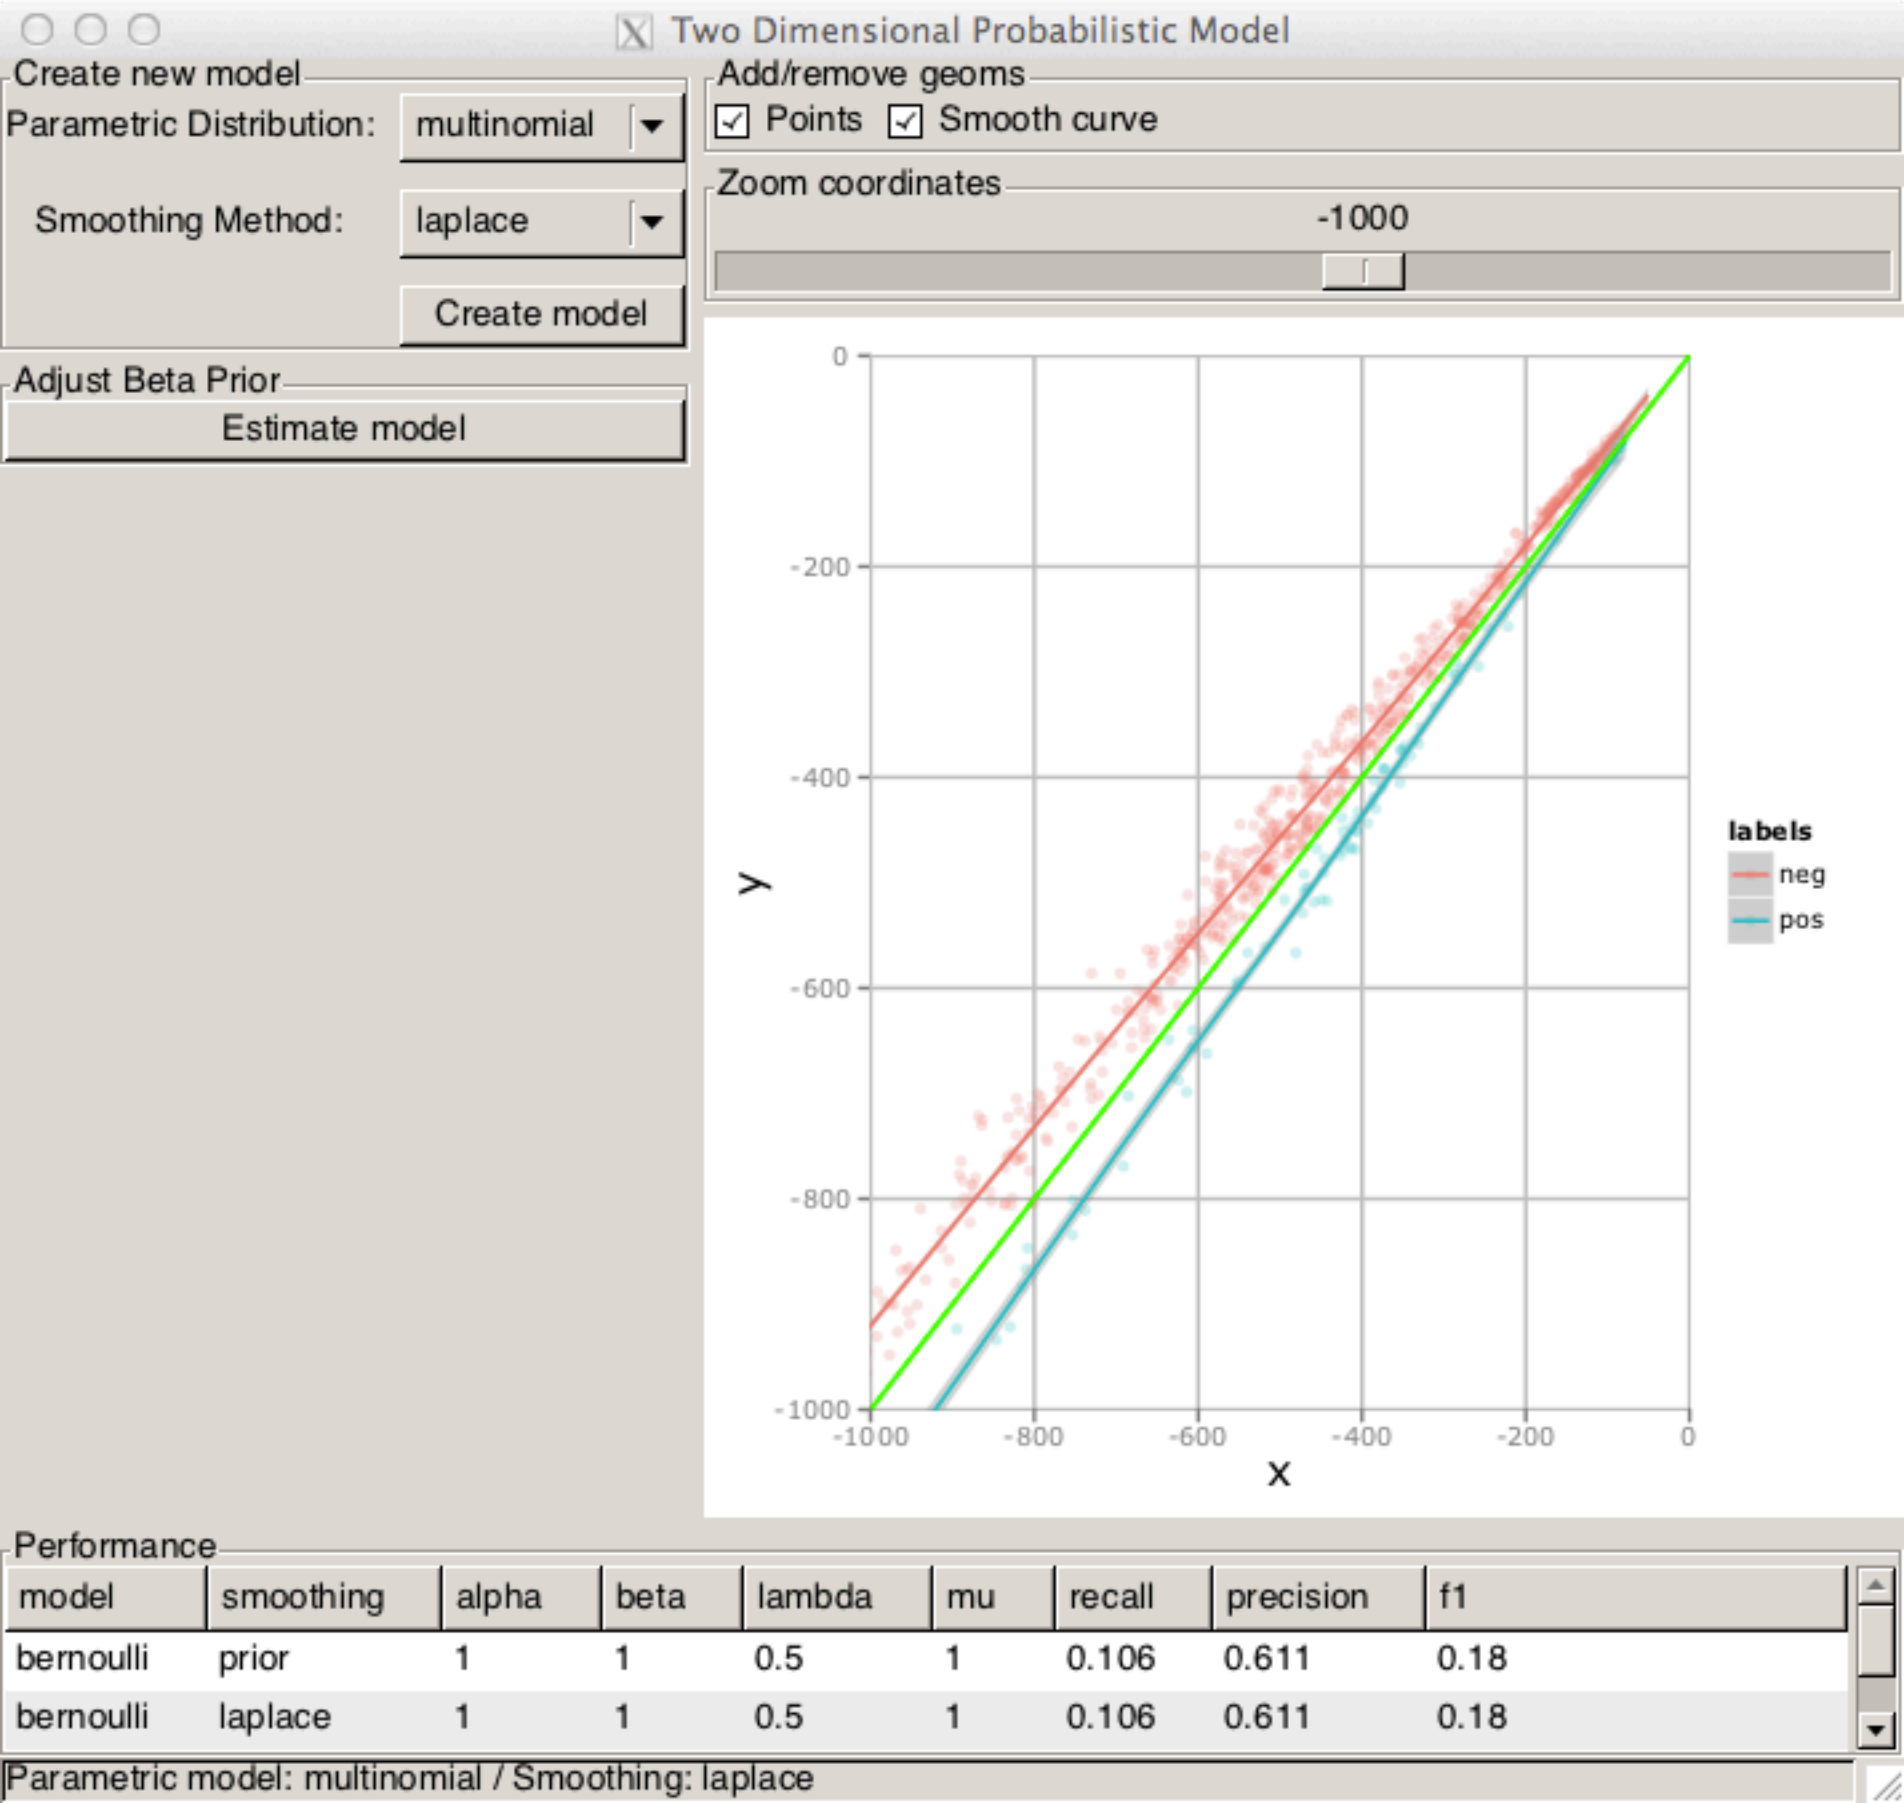 Two Dimensional Probabilistic Model
Create new model
Parametric Distribution: multinomial
Smoothing Method: laplace
Create model
Adjust Beta Prior
Estimate model
Add/remove geoms
Points Smooth curve
Zoom coordinates
-1000
0
-200
-400
-600
-800
-1000
y
-1000 -800 -600 -400 -200 0
x
labels
neg
pos
Performance
model smoothing alpha beta lambda mu recall precision f1
bernoulli prior 1 1 0.5 1 0.106 0.611 0.18
bernoulli laplace 1 1 0.5 1 0.106 0.611 0.18
Parametric model: multinomial / Smoothing: laplace